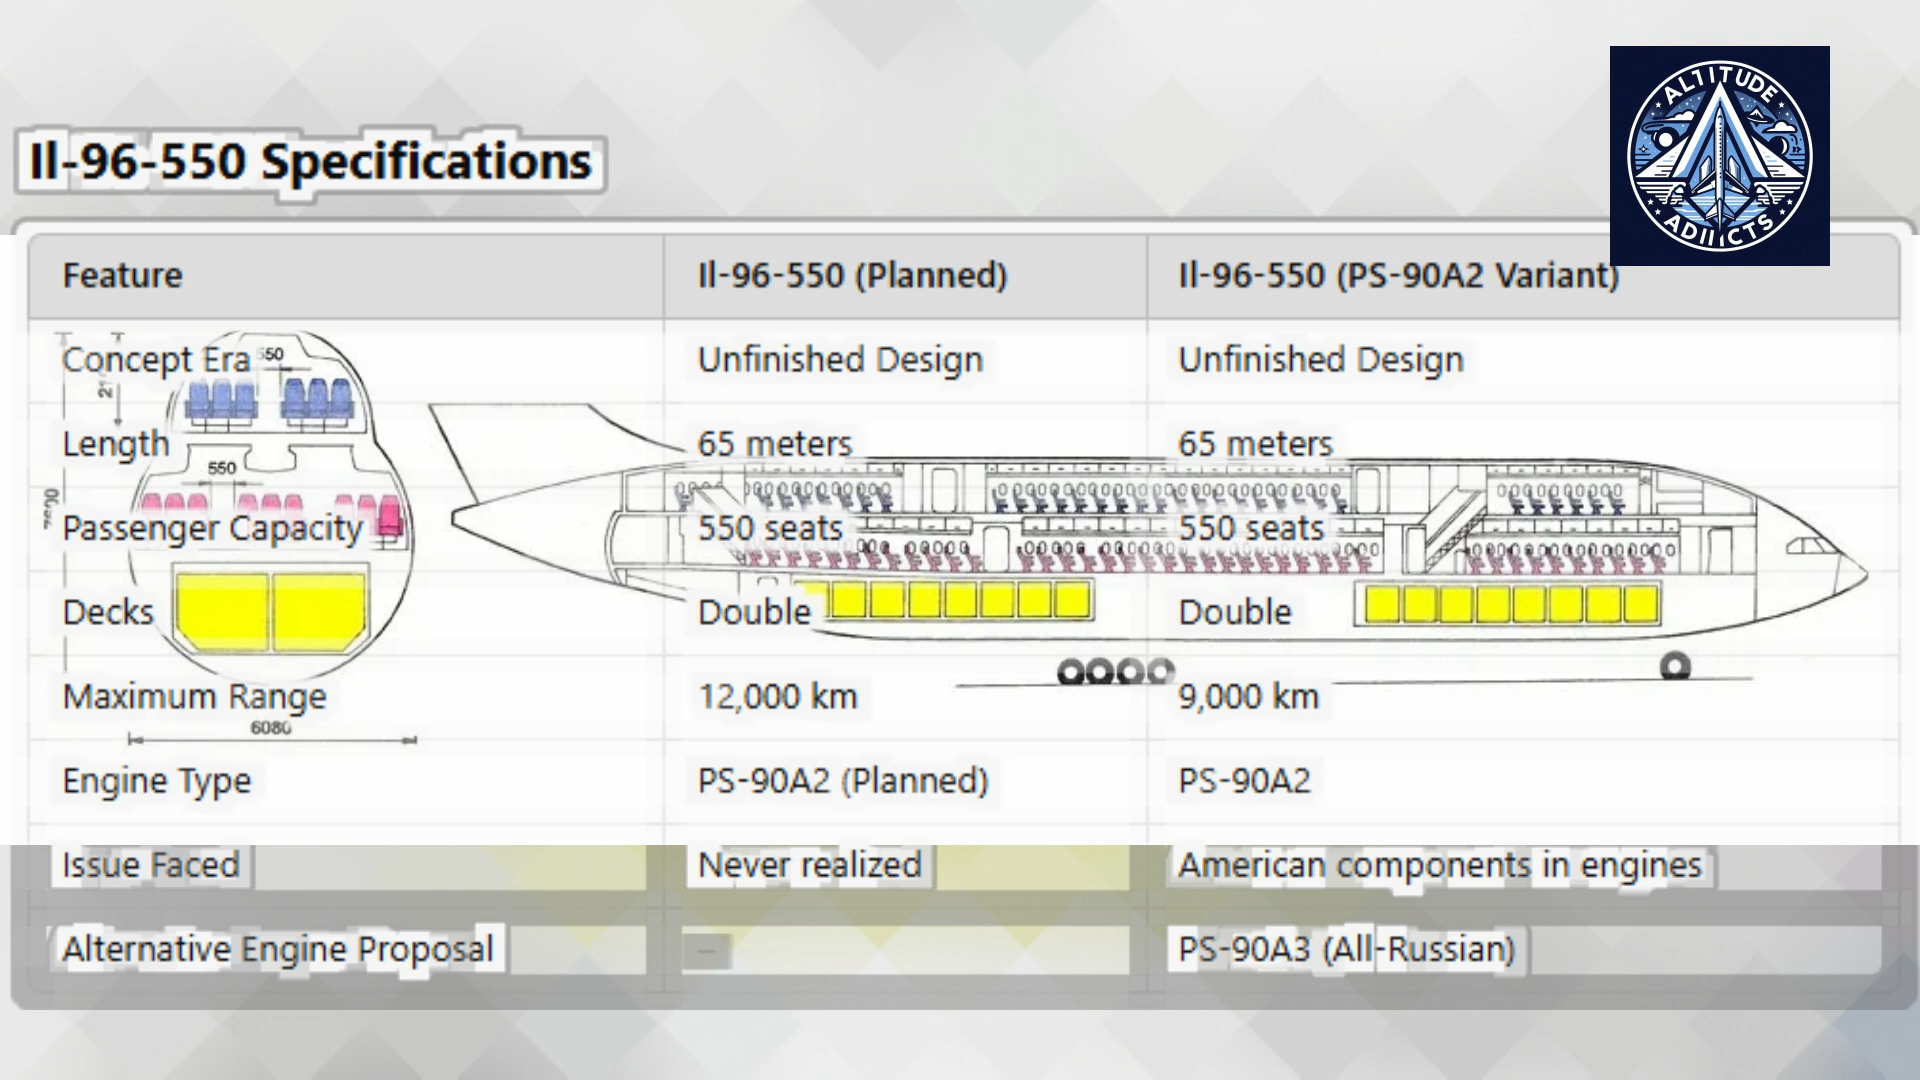 ALTITUDE
ADIIICTS
Il-96-550 Specifications
Feature Il-96-550 (Planned) Il-96-550 (PS-90A2 Variant)
Concept Era Unfinished Design Unfinished Design
550
Length 65 meters 65 meters
550
Passenger Capacity 550 seats 550 seats
Decks Double Double
Maximum Range 12,000 km 9,000 km
6080
Engine Type PS-90A2 (Planned) PS-90A2
Issue Faced Never realized American components in engines
Alternative Engine Proposal – PS-90A3 (All-Russian)